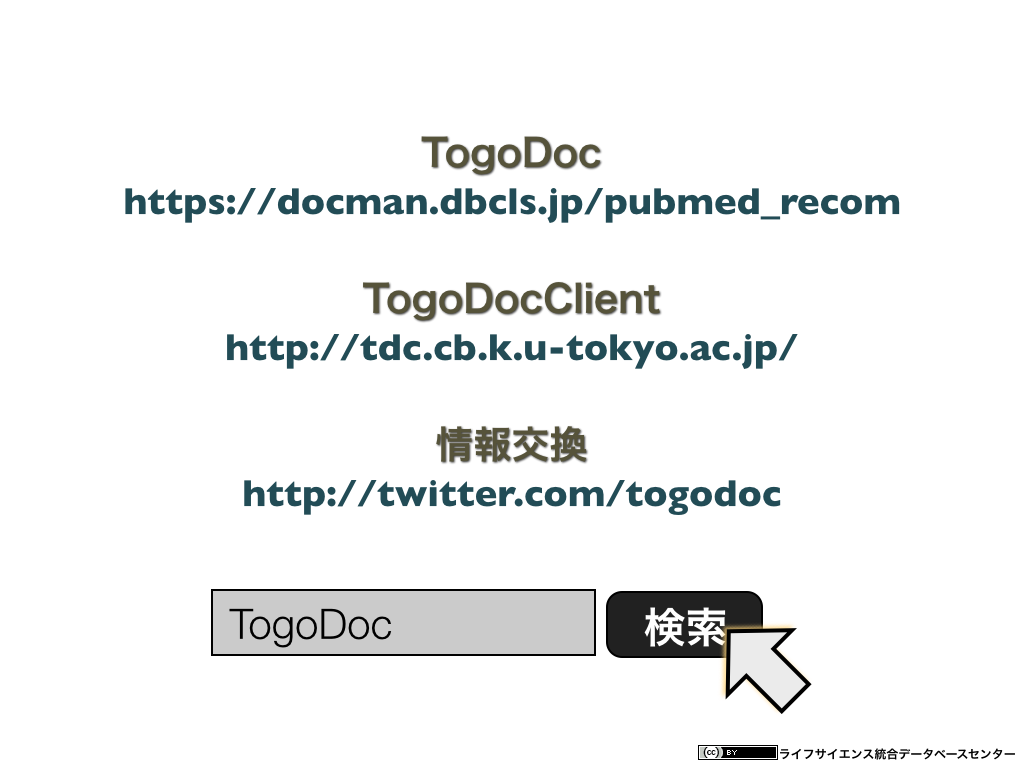 TogoDoc
https://docman.dbcls.jp/pubmed_recom
TogoDocClient
http://tdc.cb.k.u-tokyo.ac.jp/
情報交換
http://twitter.com/togodoc
TogoDoc 検索
(cc) BY ライフサイエンス統合データベースセンター